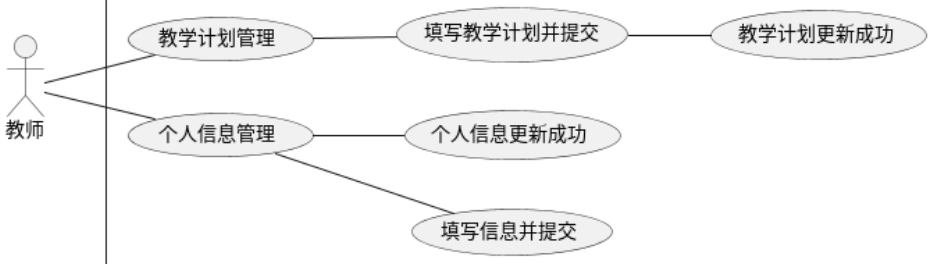 教学计划管理
填写教学计划并提交
教学计划更新成功
教师
个人信息管理
个人信息更新成功
填写信息并提交